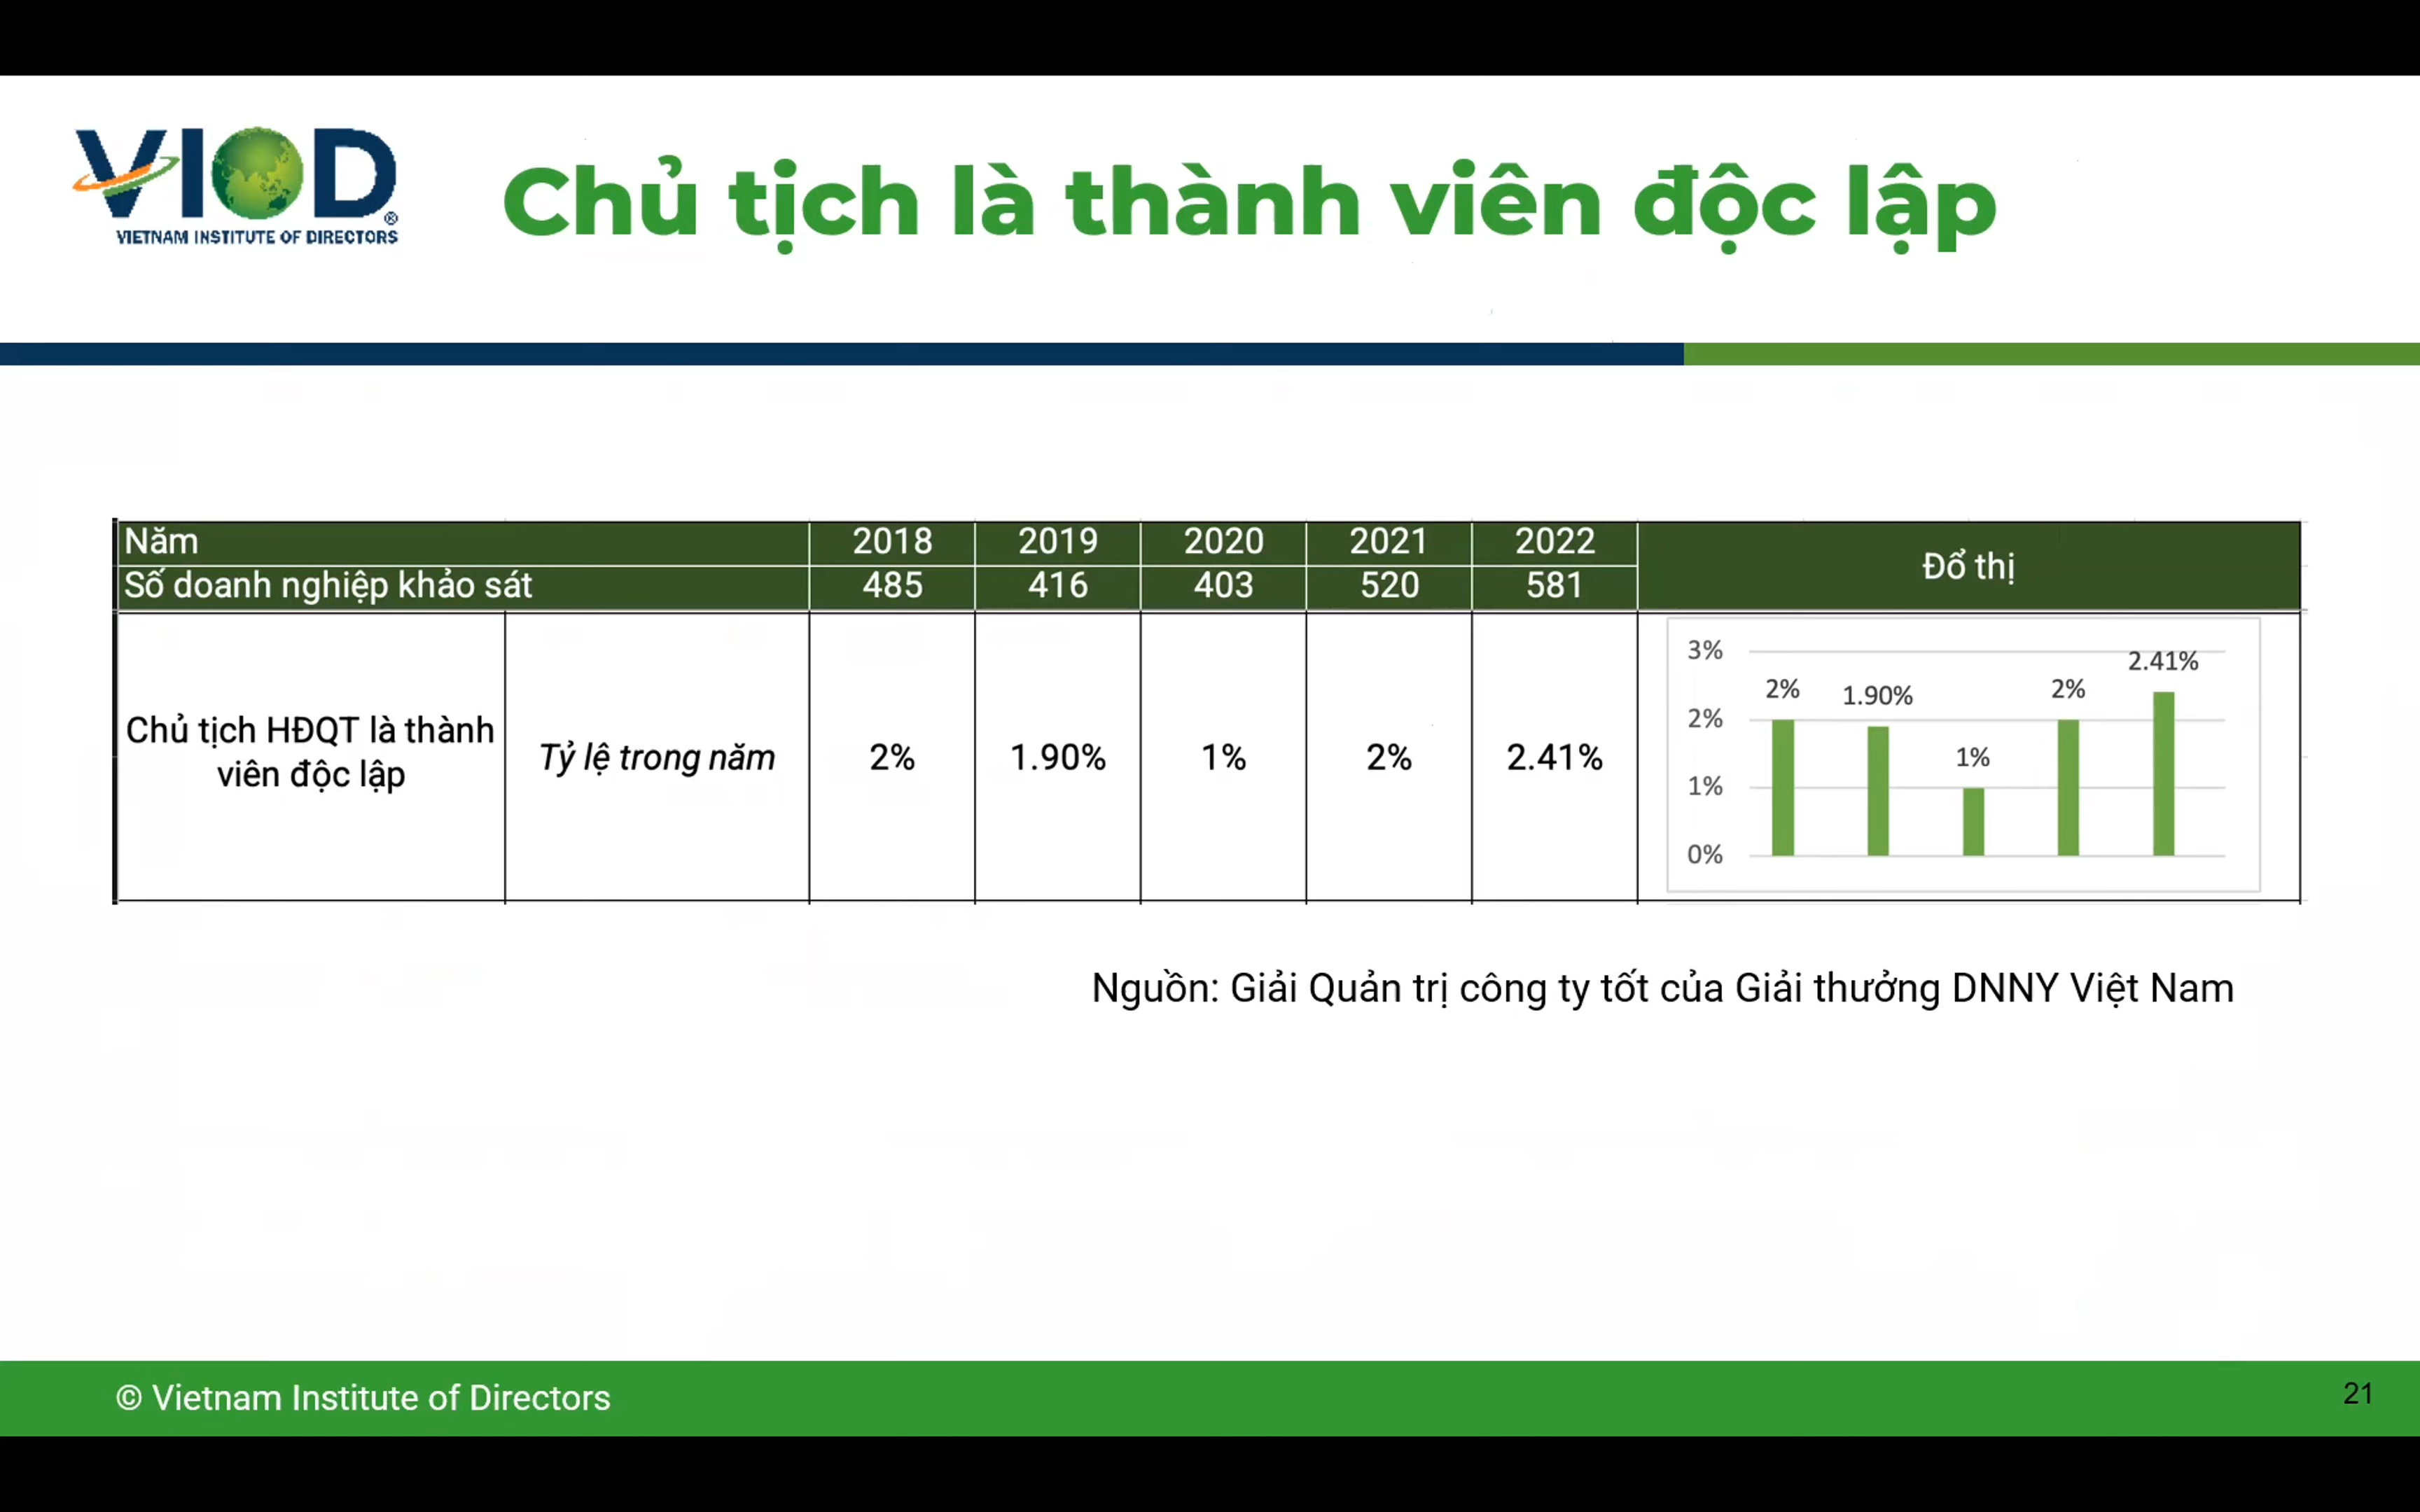 VIOD®
VIETNAM INSTITUTE OF DIRECTORS
Chủ tịch là thành viên độc lập
Năm 2018 2019 2020 2021 2022 Đồ thị
Số doanh nghiệp khảo sát 485 416 403 520 581
Chủ tịch HĐQT là thành
viên độc lập
Tỷ lệ trong năm 2% 1.90% 1% 2% 2.41%
3%
2%
1%
0%
2% 1.90% 1% 2% 2.41%
Nguồn: Giải Quản trị công ty tốt của Giải thưởng DNNY Việt Nam
© Vietnam Institute of Directors
21